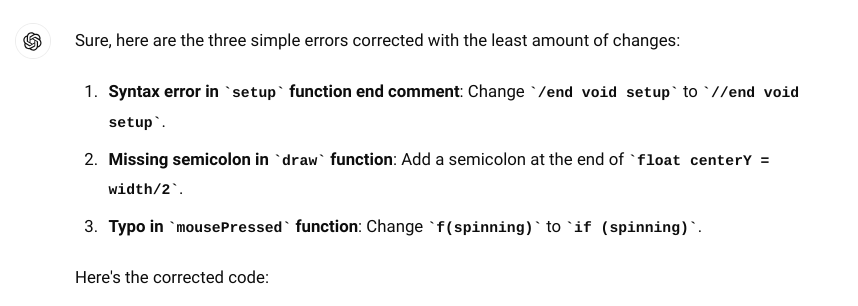 Sure, here are the three simple errors corrected with the least amount of changes:
1. Syntax error in `setup` function end comment: Change `/end void setup` to `//end void
setup`.
2. Missing semicolon in `draw` function: Add a semicolon at the end of `float centerY =
width/2`.
3. Typo in `mousePressed` function: Change `f(spinning)` to `if (spinning)`.
Here's the corrected code: